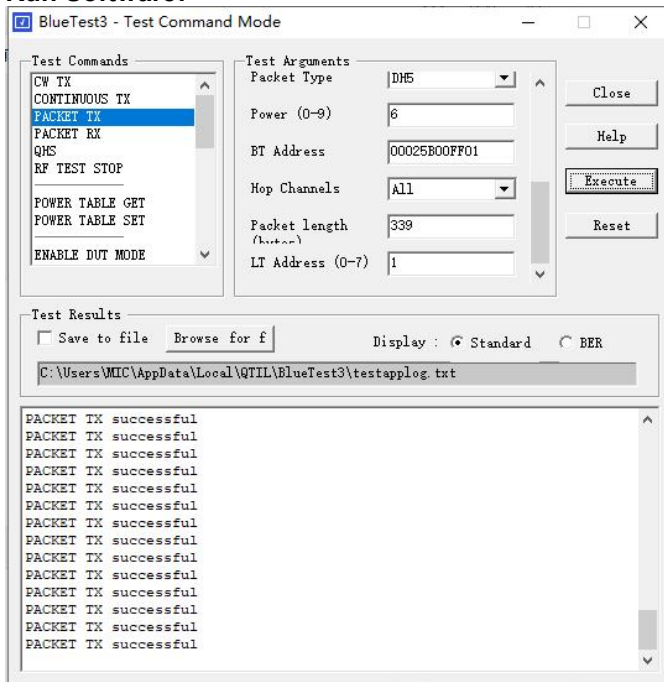 BlueTest3 - Test Command Mode
Test Commands
CW TX
CONTINUOUS TX
PACKET TX
PACKET RX
QHS
RF TEST STOP
POWER TABLE GET
POWER TABLE SET
ENABLE DUT MODE
Test Arguments
Packet Type DH5
Power (0-9) 6
BT Address 00025B00FF01
Hop Channels All
Packet length 339
LT Address (0-7) 1
Close
Help
Execute
Reset
Test Results
Save to file Browse for f Display : Standard BER
C:\Users\MIC\AppData\Local\QTIL\BlueTest3\testapplog.txt
PACKET TX successful
PACKET TX successful
PACKET TX successful
PACKET TX successful
PACKET TX successful
PACKET TX successful
PACKET TX successful
PACKET TX successful
PACKET TX successful
PACKET TX successful
PACKET TX successful
PACKET TX successful
PACKET TX successful
PACKET TX successful